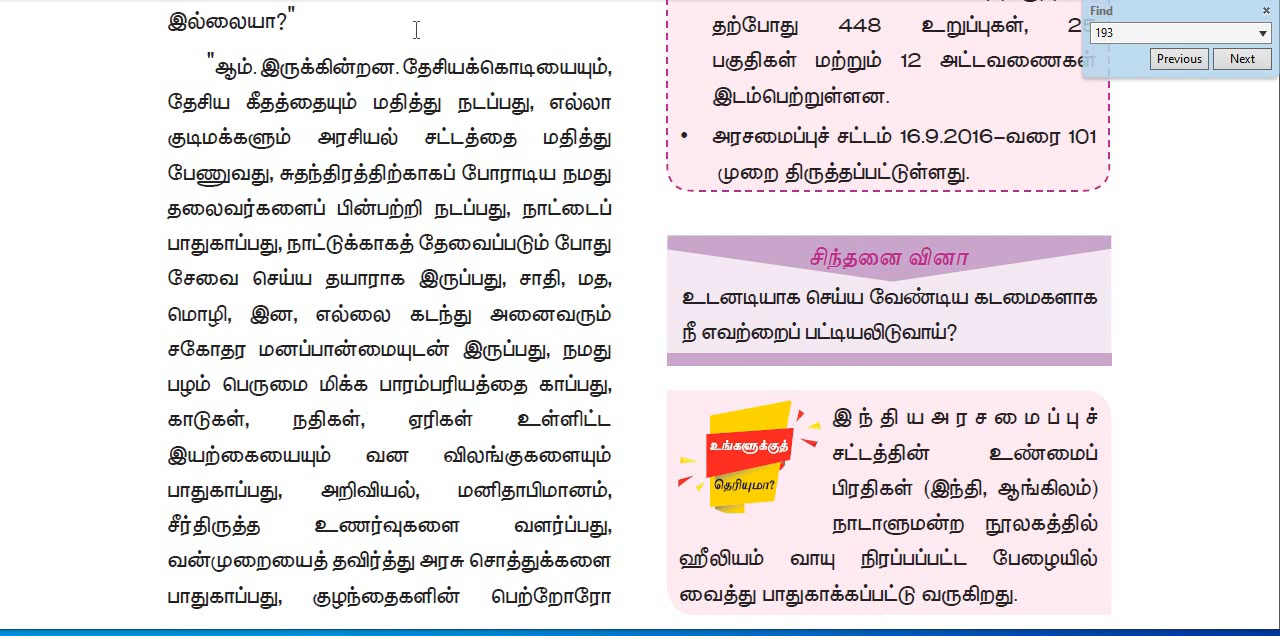 இல்லையா?"
"ஆம். இருக்கின்றன. தேசியக்கொடியையும்,
தேசிய கீதத்தையும் மதித்து நடப்பது, எல்லா
குடிமக்களும் அரசியல் சட்டத்தை மதித்து
பேணுவது, சுதந்திரத்திற்காகப் போராடிய நமது
தலைவர்களைப் பின்பற்றி நடப்பது, நாட்டைப்
பாதுகாப்பது, நாட்டுக்காகத் தேவைப்படும் போது
சேவை செய்ய தயாராக இருப்பது, சாதி, மத,
மொழி, இன, எல்லை கடந்து அனைவரும்
சகோதர மனப்பான்மையுடன் இருப்பது, நமது
பழம் பெருமை மிக்க பாரம்பரியத்தை காப்பது,
காடுகள், நதிகள், ஏரிகள் உள்ளிட்ட
இயற்கையையும் வன விலங்குகளையும்
பாதுகாப்பது, அறிவியல், மனிதாபிமானம்,
சீர்திருத்த உணர்வுகளை வளர்ப்பது,
வன்முறையைத் தவிர்த்து அரசு சொத்துக்களை
பாதுகாப்பது, குழந்தைகளின் பெற்றோரோ
தற்போது 448 உறுப்புகள், 25
பகுதிகள் மற்றும் 12 அட்டவணைகள்
இடம்பெற்றுள்ளன.
• அரசமைப்புச் சட்டம் 16.9.2016–வரை 101
முறை திருத்தப்பட்டுள்ளது.
சிந்தனை வினா
உடனடியாக செய்ய வேண்டிய கடமைகளாக
நீ எவற்றைப் பட்டியலிடுவாய்?
உங்களுக்குத்
தெரியுமா?
இந்தியஅரசமைப்புச்
சட்டத்தின் உண்மைப்
பிரதிகள் (இந்தி, ஆங்கிலம்)
நாடாளுமன்ற நூலகத்தில்
ஹீலியம் வாயு நிரப்பப்பட்ட பேழையில்
வைத்து பாதுகாக்கப்பட்டு வருகிறது.
Find
193
Previous Next